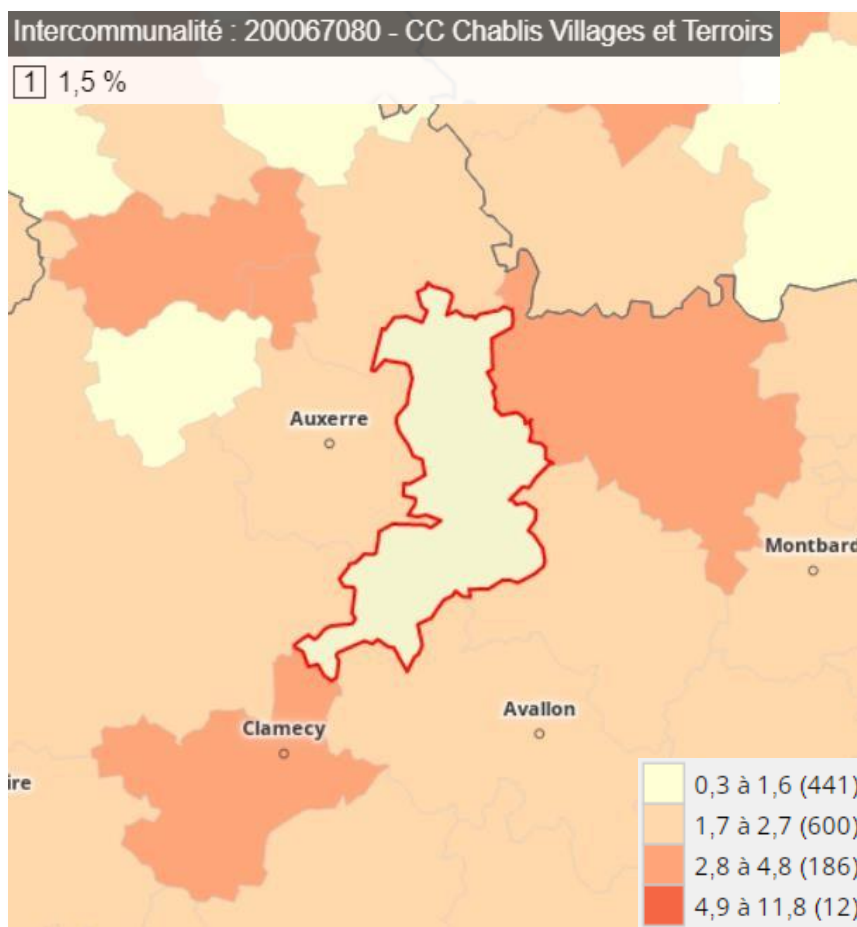 Intercommunalité : 200067080 - CC Chablis Villages et Terroirs
1 1,5 %
Auxerre
Montbard
Avallon
Clamecy
ire
0,3 à 1,6 (441)
1,7 à 2,7 (600)
2,8 à 4,8 (186)
4,9 à 11,8 (12)